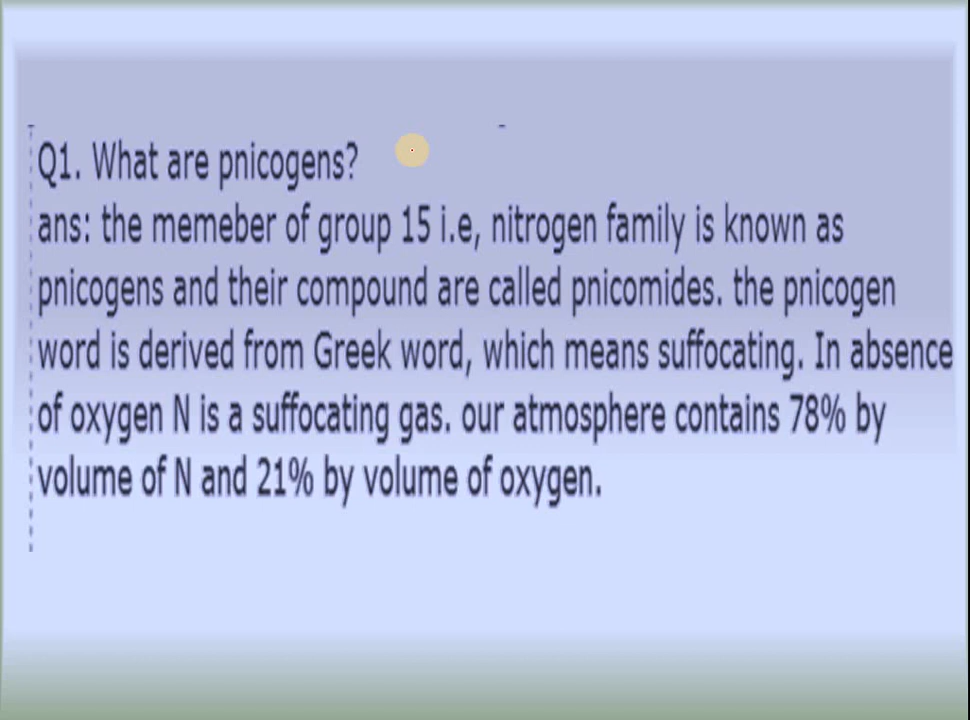 Q1. What are pnicogens?
ans: the memeber of group 15 i.e, nitrogen family is known as
pnicogens and their compound are called pnicomides. the pnicogen
word is derived from Greek word, which means suffocating. In absence
of oxygen N is a suffocating gas. our atmosphere contains 78% by
volume of N and 21% by volume of oxygen.